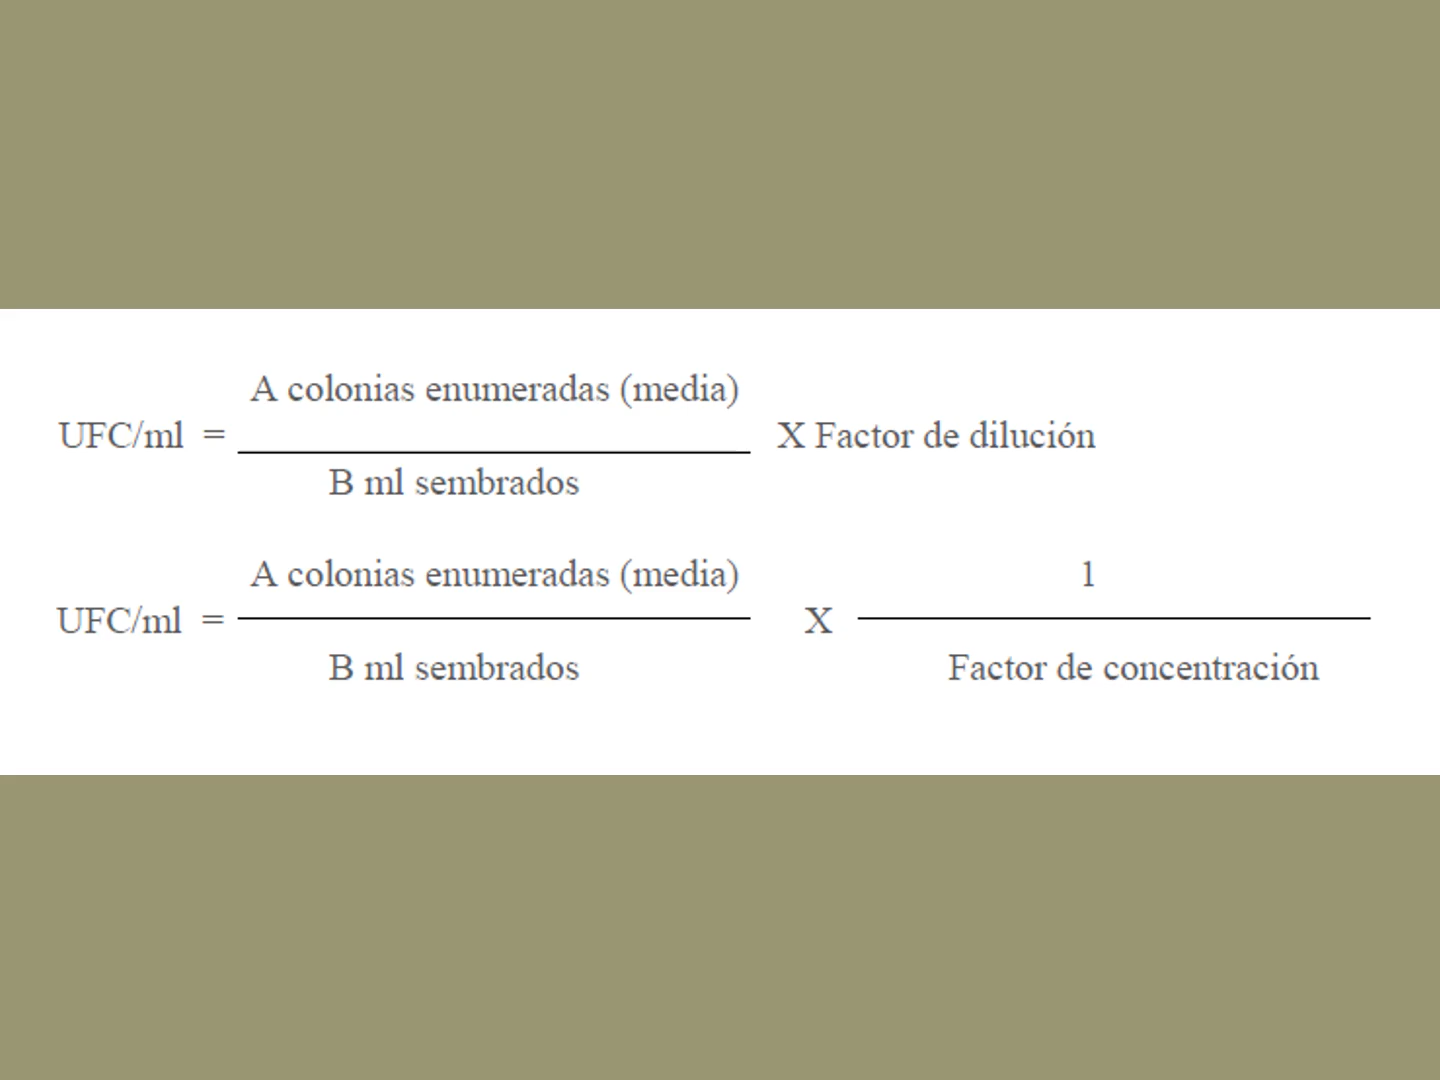 A colonias enumeradas (media)
UFC/ml = X Factor de dilución
B ml sembrados
A colonias enumeradas (media) 1
UFC/ml = X
B ml sembrados Factor de concentración